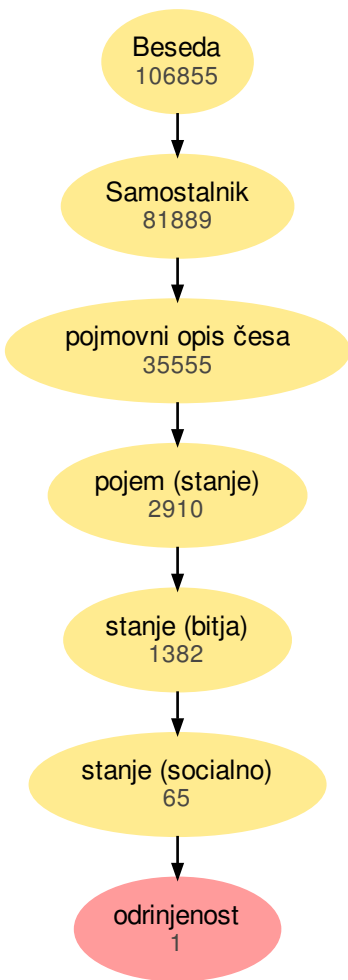 Beseda
106855
Samostalnik
81889
pojmovni opis česa
35555
pojem (stanje)
2910
stanje (bitja)
1382
stanje (socialno)
65
odrinjenost
1